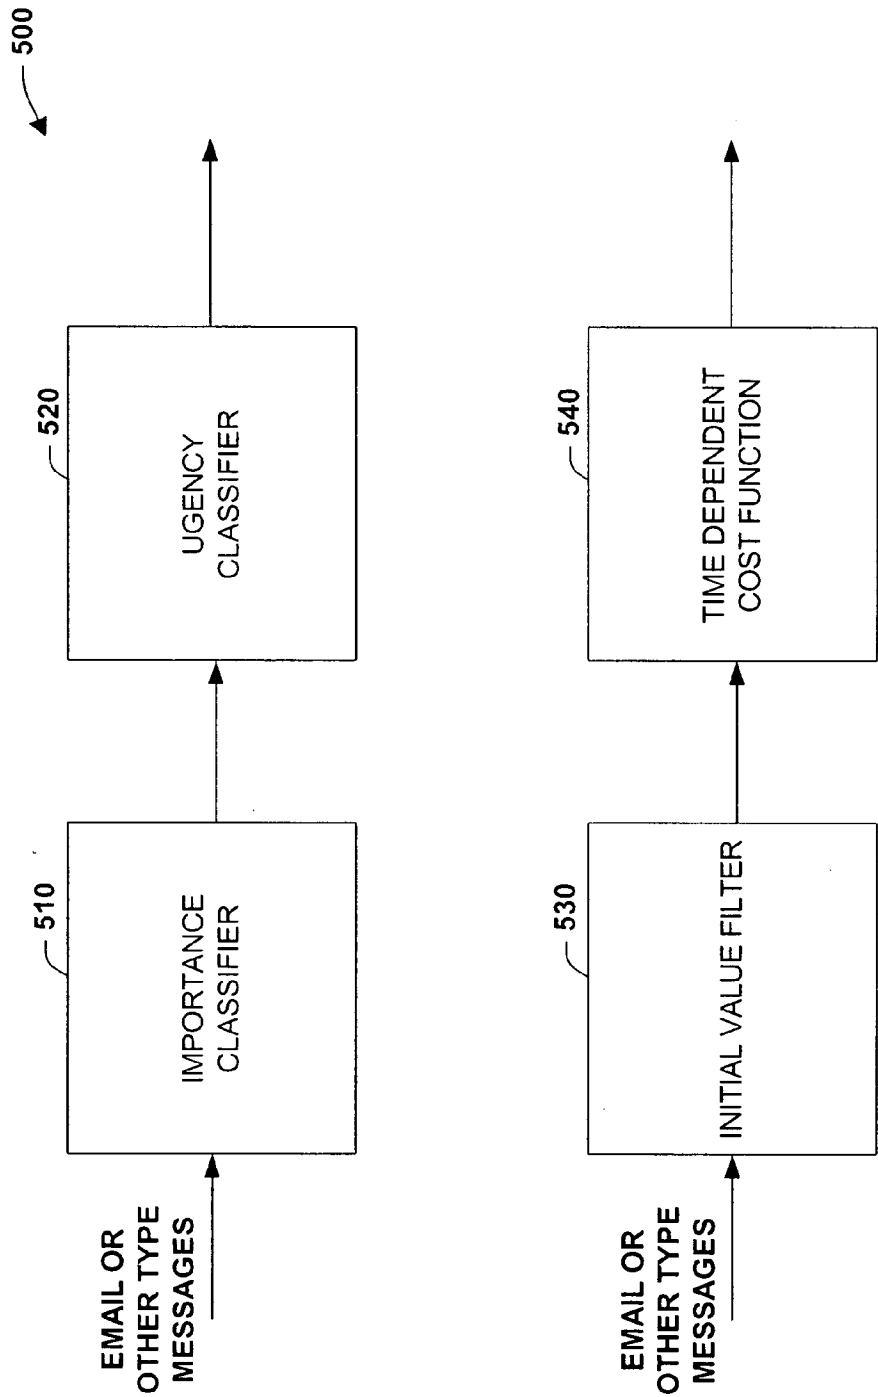 500
510
IMPORTANCE
CLASSIFIER
520
UGENCY
CLASSIFIER
EMAIL OR
OTHER TYPE
MESSAGES
530
INITIAL VALUE FILTER
540
TIME DEPENDENT
COST FUNCTION
EMAIL OR
OTHER TYPE
MESSAGES